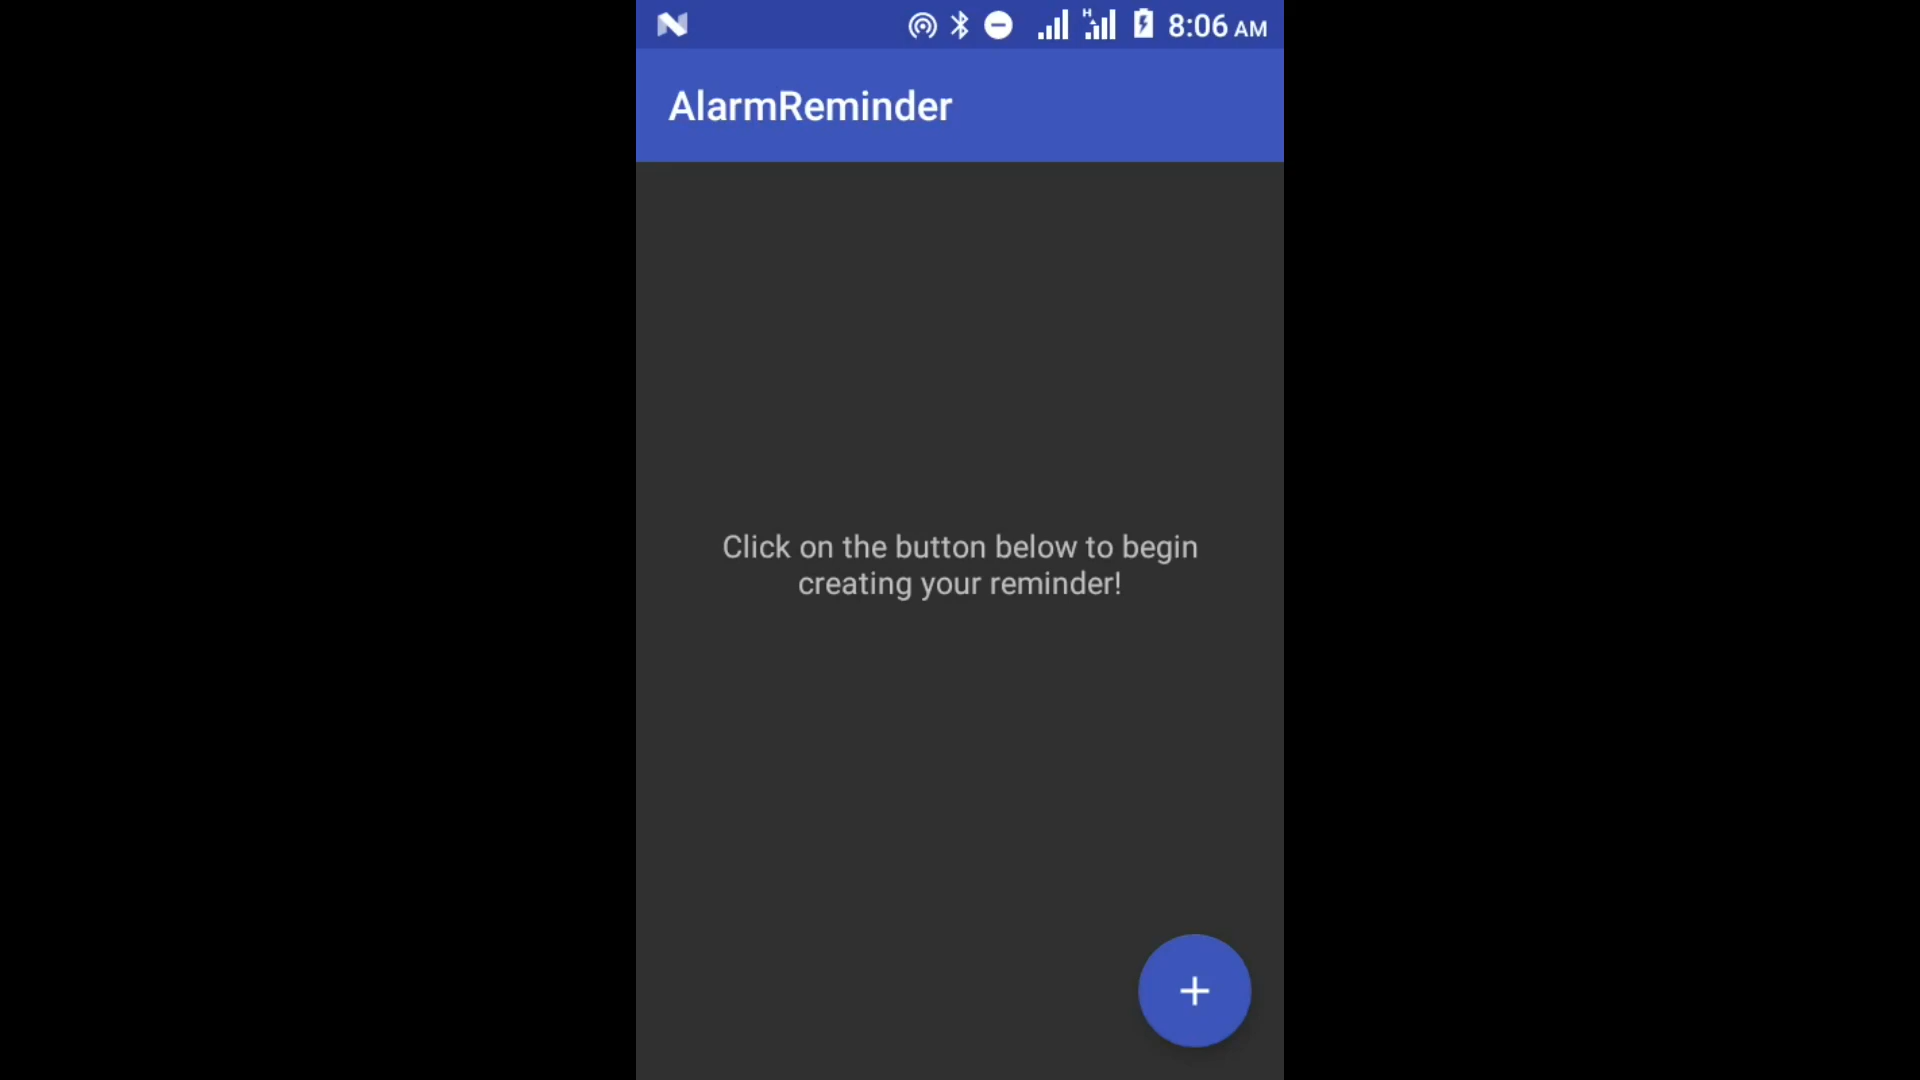 8:06 AM
AlarmReminder
Click on the button below to begin
creating your reminder!